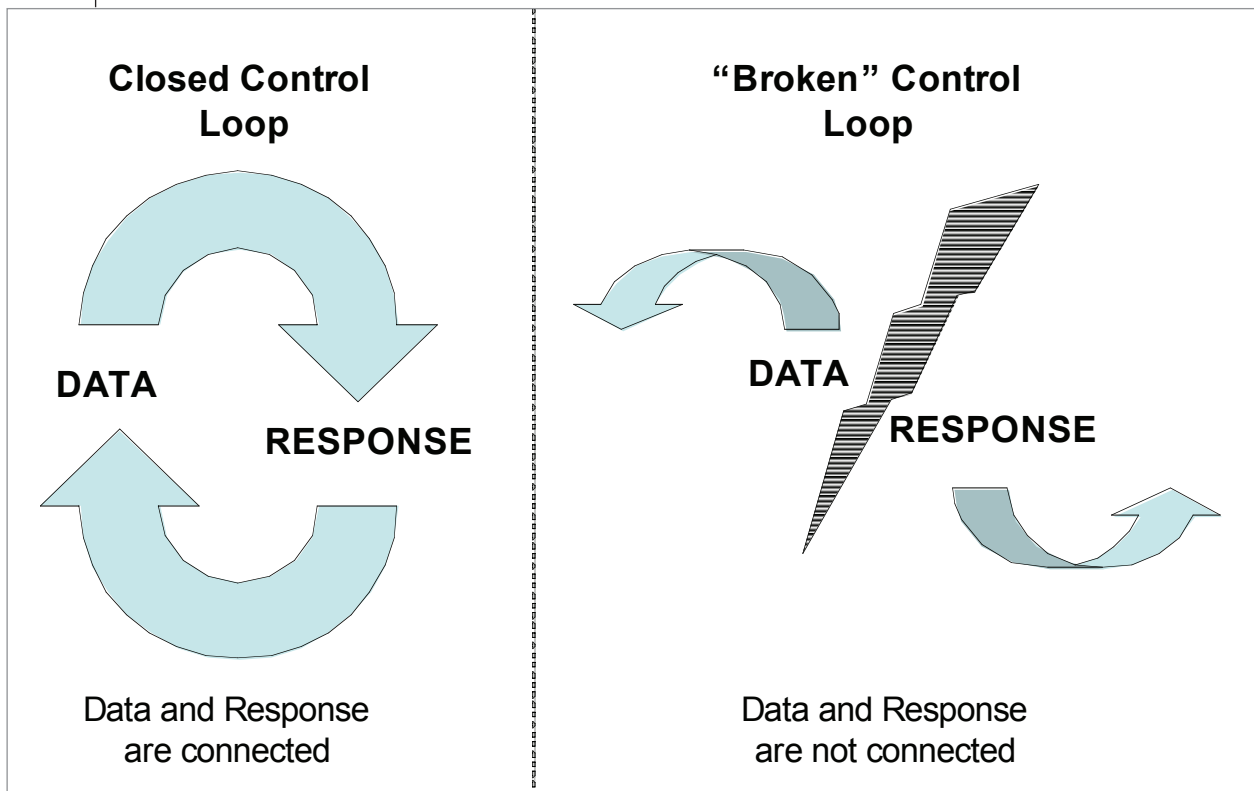 Closed Control
Loop
DATA
RESPONSE
Data and Response
are connected
“Broken” Control
Loop
DATA
RESPONSE
Data and Response
are not connected